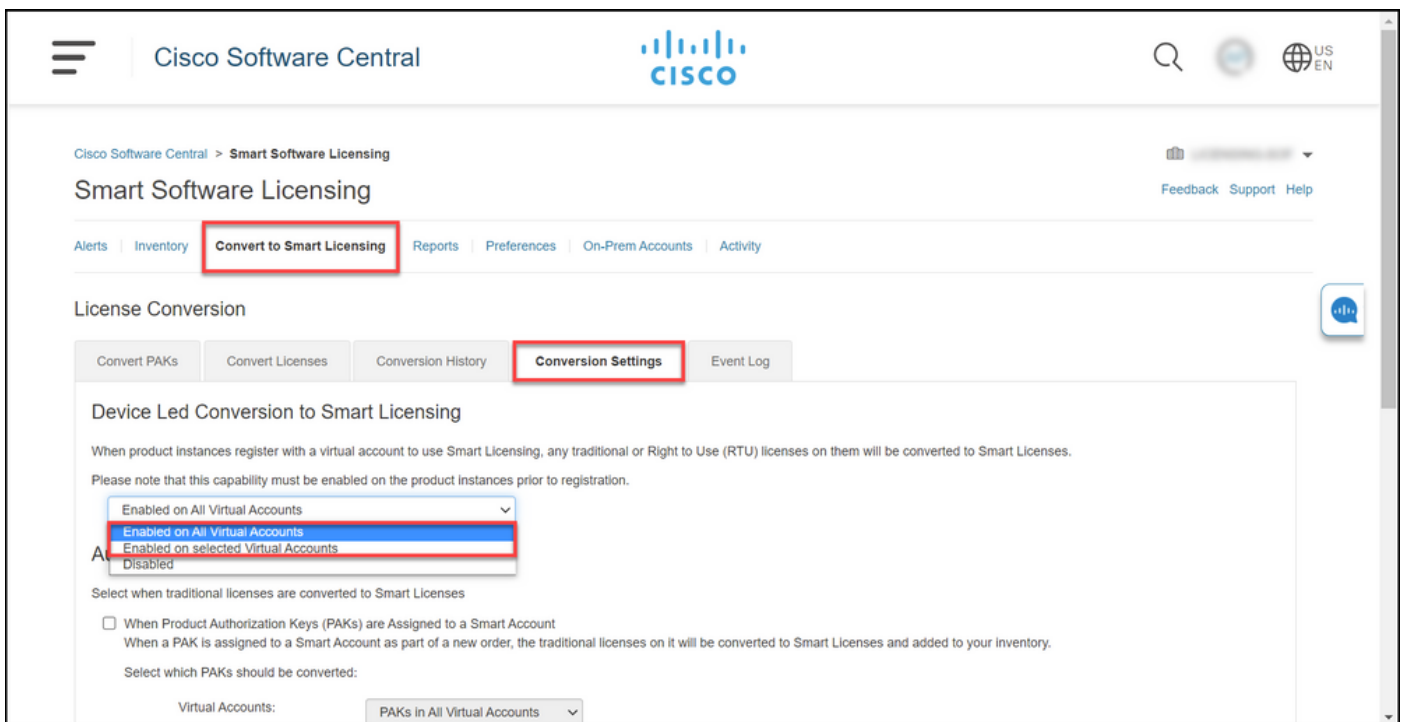 Cisco Software Central
CISCO
US
EN
Cisco Software Central > Smart Software Licensing
Smart Software Licensing
Feedback Support Help
Alerts Inventory Convert to Smart Licensing Reports Preferences On-Prem Accounts Activity
License Conversion
Convert PAKs Convert Licenses Conversion History Conversion Settings Event Log
Device Led Conversion to Smart Licensing
When product instances register with a virtual account to use Smart Licensing, any traditional or Right to Use (RTU) licenses on them will be converted to Smart Licenses.
Please note that this capability must be enabled on the product instances prior to registration.
Enabled on All Virtual Accounts
Enabled on All Virtual Accounts
Enabled on selected Virtual Accounts
Disabled
Select when traditional licenses are converted to Smart Licenses
When Product Authorization Keys (PAKs) are Assigned to a Smart Account
When a PAK is assigned to a Smart Account as part of a new order, the traditional licenses on it will be converted to Smart Licenses and added to your inventory.
Select which PAKs should be converted:
Virtual Accounts: PAKs in All Virtual Accounts